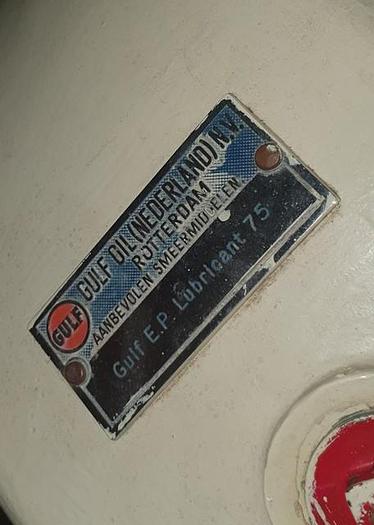 GULF OIL (NEDERLAND) N.V.
ROTTERDAM
AANBEVOLEN SMEERMIDDELEN
GULF
Gulf E.P. Lubricant 75